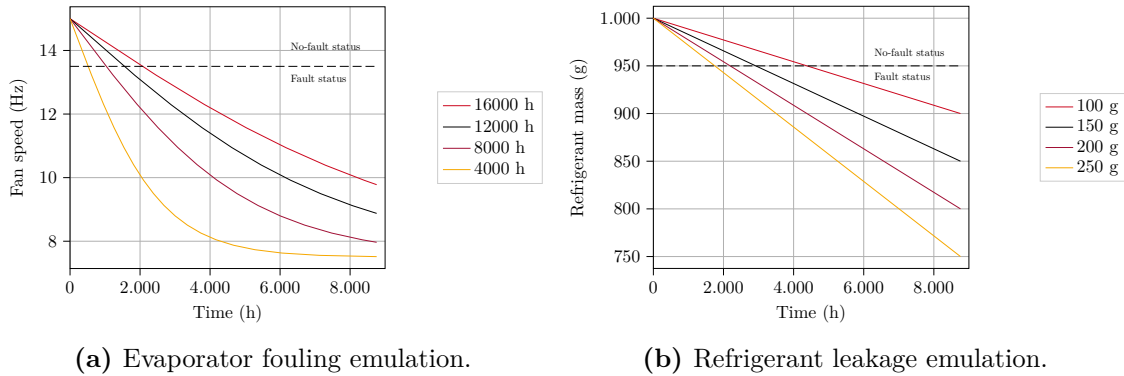 14
12
10
8
0
2.000
4.000
6.000
8.000
Time (h)
Fan speed (Hz)
No-fault status
Fault status
16000 h
12000 h
8000 h
4000 h
(a) Evaporator fouling emulation.
1.000
950
900
850
800
750
0
2.000
4.000
6.000
8.000
Time (h)
Refrigerant mass (g)
No-fault status
Fault status
100 g
150 g
200 g
250 g
(b) Refrigerant leakage emulation.